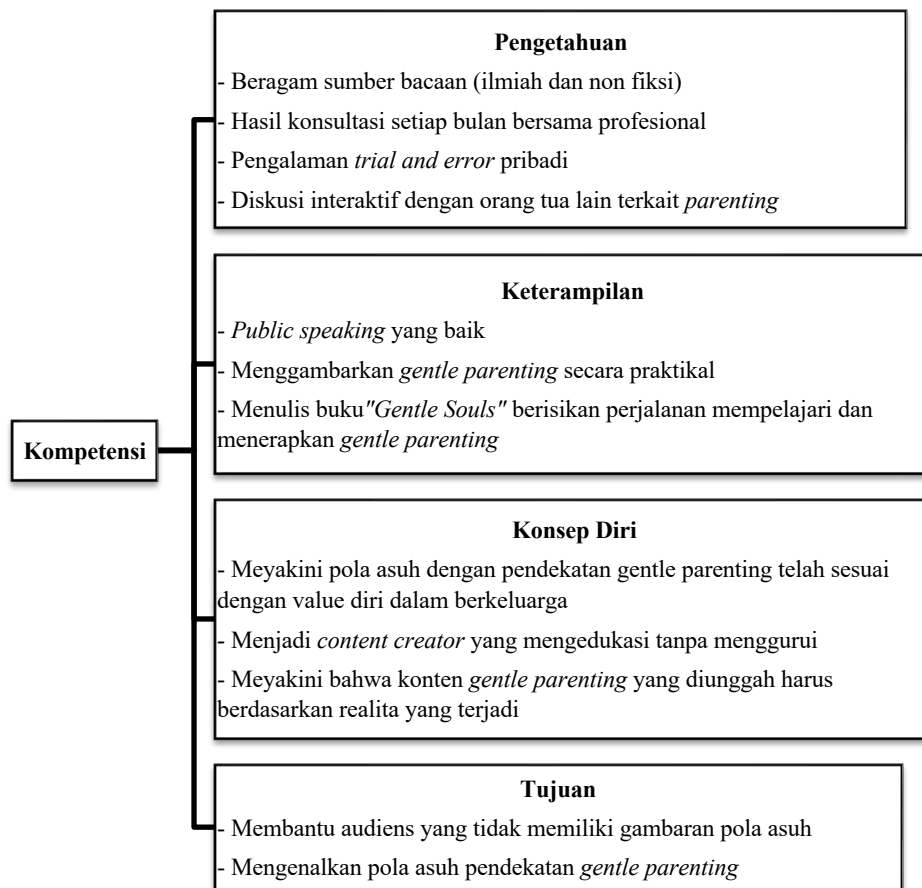 Pengetahuan
- Beragam sumber bacaan (ilmiah dan non fiksi)
- Hasil konsultasi setiap bulan bersama profesional
- Pengalaman trial and error pribadi
- Diskusi interaktif dengan orang tua lain terkait parenting
Keterampilan
- Public speaking yang baik
- Menggambarkan gentle parenting secara praktikal
- Menulis buku"Gentle Souls" berisikan perjalanan mempelajari dan
menerapkan gentle parenting
Kompetensi
Konsep Diri
- Meyakini pola asuh dengan pendekatan gentle parenting telah sesuai
dengan value diri dalam berkeluarga
- Menjadi content creator yang mengedukasi tanpa menggurui
- Meyakini bahwa konten gentle parenting yang diunggah harus
berdasarkan realita yang terjadi
Tujuan
- Membantu audiens yang tidak memiliki gambaran pola asuh
- Mengenalkan pola asuh pendekatan gentle parenting